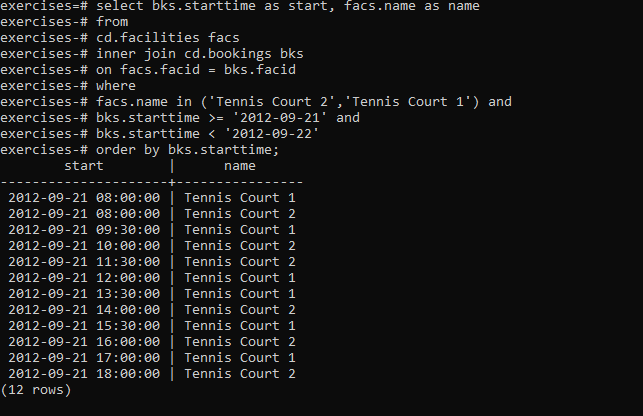 exercises=# select bks.starttime as start, facs.name as name
exercises-# from
exercises-# cd.facilities facs
exercises-# inner join cd.bookings bks
exercises-# on facs.facid = bks.facid
exercises-# where
exercises-# facs.name in ('Tennis Court 2','Tennis Court 1') and
exercises-# bks.starttime >= '2012-09-21' and
exercises-# bks.starttime < '2012-09-22'
exercises-# order by bks.starttime;
        start        |      name
---------------------+----------------
 2012-09-21 08:00:00 | Tennis Court 1
 2012-09-21 08:00:00 | Tennis Court 2
 2012-09-21 09:30:00 | Tennis Court 1
 2012-09-21 10:00:00 | Tennis Court 2
 2012-09-21 11:30:00 | Tennis Court 2
 2012-09-21 12:00:00 | Tennis Court 1
 2012-09-21 13:30:00 | Tennis Court 1
 2012-09-21 14:00:00 | Tennis Court 2
 2012-09-21 15:30:00 | Tennis Court 1
 2012-09-21 16:00:00 | Tennis Court 2
 2012-09-21 17:00:00 | Tennis Court 1
 2012-09-21 18:00:00 | Tennis Court 2
(12 rows)